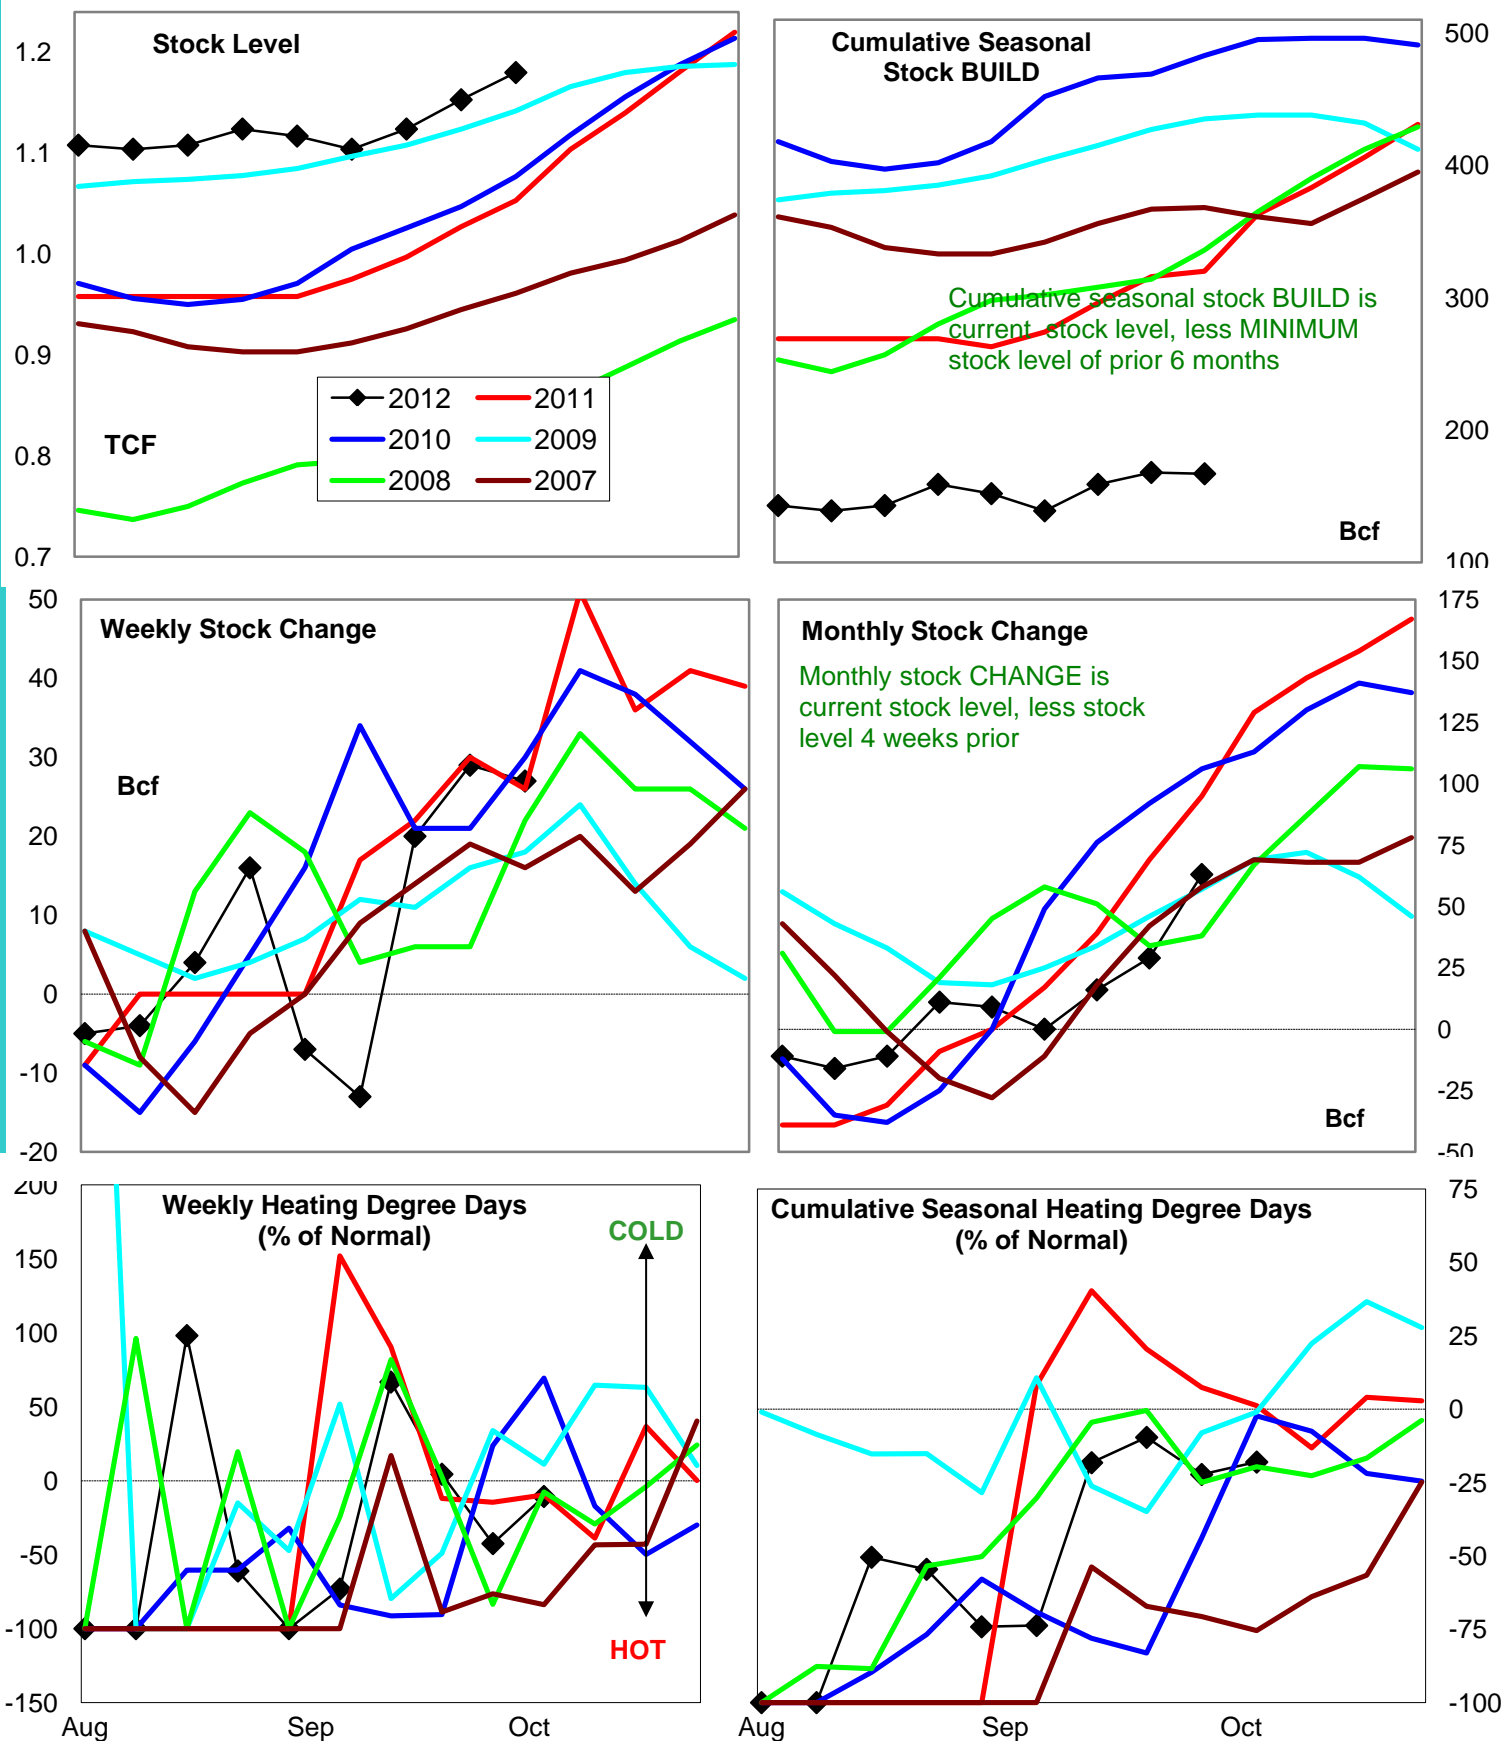 Stock Level
1.2
1.1
1.0
0.9
0.8
0.7
TCF
2012
2011
2010
2009
2008
2007
Cumulative Seasonal
Stock BUILD
500
400
300
200
100
Cumulative seasonal stock BUILD is
current stock level, less MINIMUM
stock level of prior 6 months
Bcf
Weekly Stock Change
50
40
30
20
10
0
-10
-20
Bcf
Monthly Stock Change
Monthly stock CHANGE is
current stock level, less stock
level 4 weeks prior
175
150
125
100
75
50
25
0
-25
-50
Bcf
Weekly Heating Degree Days
(% of Normal)
200
150
100
50
0
-50
-100
-150
COLD
HOT
Aug
Sep
Oct
Cumulative Seasonal Heating Degree Days
(% of Normal)
75
50
25
0
-25
-50
-75
-100
Aug
Sep
Oct